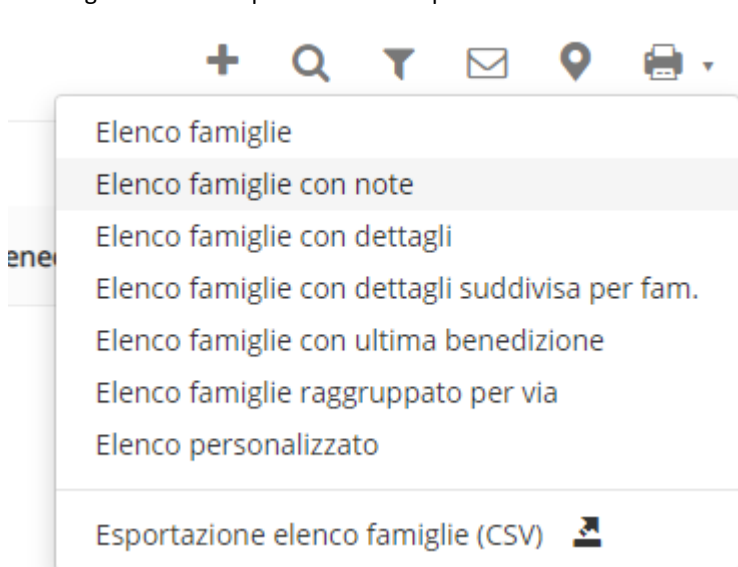 Elenco famiglie
Elenco famiglie con note
Elenco famiglie con dettagli
Elenco famiglie con dettagli suddivisa per fam.
Elenco famiglie con ultima benedizione
Elenco famiglie raggruppato per via
Elenco personalizzato
Esportazione elenco famiglie (CSV)